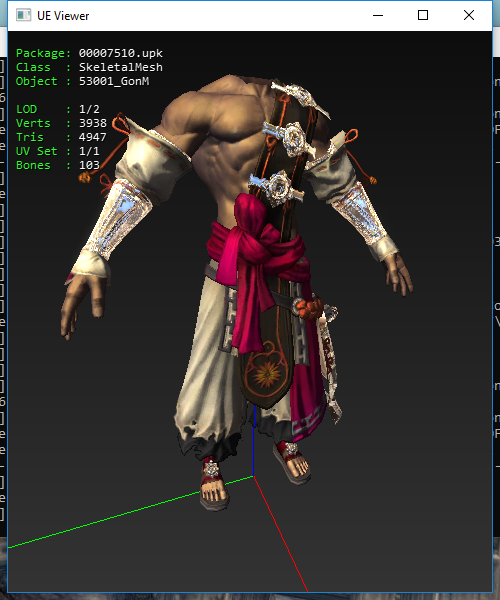 UE Viewer
Package: 00007510.upk
Class : SkeletalMesh
Object : 53001_GonM
LOD : 1/2
Verts : 3938
Tris : 4947
UV Set : 1/1
Bones : 103